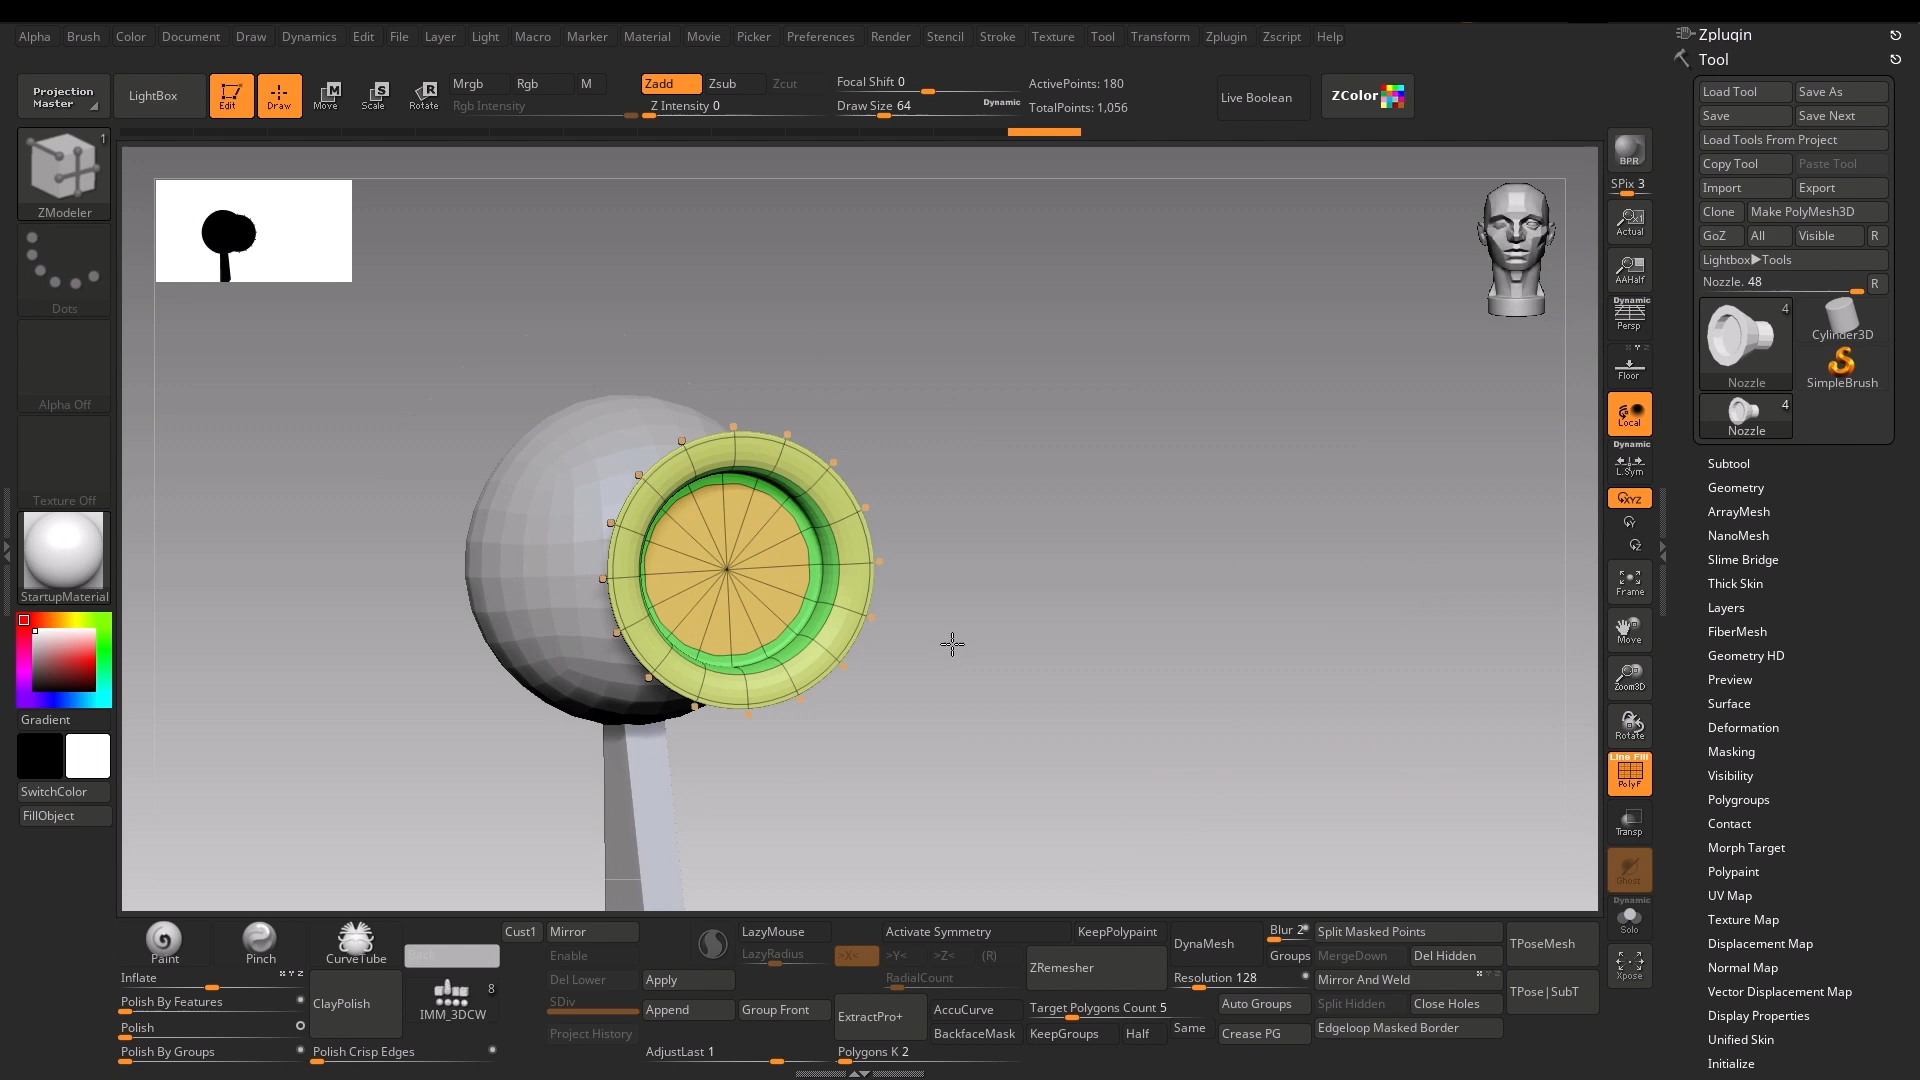 Alpha Brush Color Document Draw Dynamics Edit File Layer Light Macro Marker Material Movie Picker Preferences Render Stencil Stroke Texture Tool Transform Zplugin Zscript Help
Zplugin
Tool
Projection Master
LightBox
Edit
Draw
Move
Scale
Rotate
Mrgb Rgb M
Rgb Intensity
Zadd Zsub Zcut
Z Intensity 0
Focal Shift 0
Draw Size 64
Dynamic
ActivePoints: 180
TotalPoints: 1,056
Live Boolean
ZColor
1
ZModeler
Dots
Alpha Off
Texture Off
StartupMaterial
Gradient
SwitchColor
FillObject
BPR
SPix 3
Actual
AAHalf
Dynamic
Persp
Floor
Local
Dynamic
L.Sym
XYZ
Y
Z
Frame
Move
Zoom3D
Rotate
Line Fill
PolyF
Transp
Ghost
Dynamic
Solo
Xpose
Load Tool Save As
Save Save Next
Load Tools From Project
Copy Tool Paste Tool
Import Export
Clone Make PolyMesh3D
GoZ All Visible R
Lightbox▶Tools
Nozzle. 48 R
4
Nozzle
Cylinder3D
SimpleBrush
4
Nozzle
Subtool
Geometry
ArrayMesh
NanoMesh
Slime Bridge
Thick Skin
Layers
FiberMesh
Geometry HD
Preview
Surface
Deformation
Masking
Visibility
Polygroups
Contact
Morph Target
Polypaint
UV Map
Texture Map
Displacement Map
Normal Map
Vector Displacement Map
Display Properties
Unified Skin
Initialize
Paint
Pinch
CurveTube
Inflate
Polish By Features
Polish
Polish By Groups
ClayPolish
8
IMM_3DCW
Polish Crisp Edges
Cust1
Mirror
Enable
Del Lower
SDiv
Project History
Apply
Append
Group Front
AdjustLast 1
LazyMouse
LazyRadius
>X< >Y< >Z< (R)
Activate Symmetry
RadialCount
ExtractPro+
AccuCurve
BackfaceMask
Polygons K 2
KeepPolypaint
ZRemesher
Target Polygons Count 5
KeepGroups Half Same
DynaMesh
Blur 2
Groups
Resolution 128
Auto Groups
Crease PG
Split Masked Points
MergeDown Del Hidden
Mirror And Weld
Split Hidden Close Holes
Edgeloop Masked Border
TPoseMesh
TPose|SubT